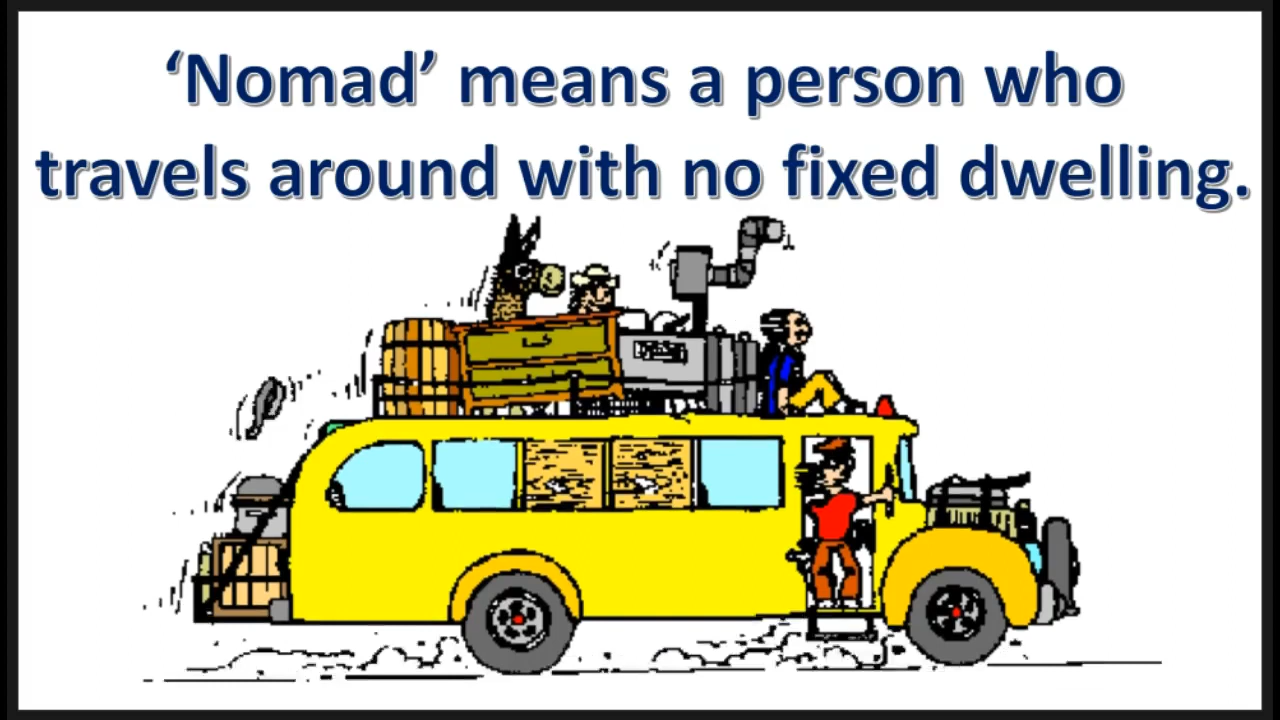 ‘Nomad’ means a person who
travels around with no fixed dwelling.